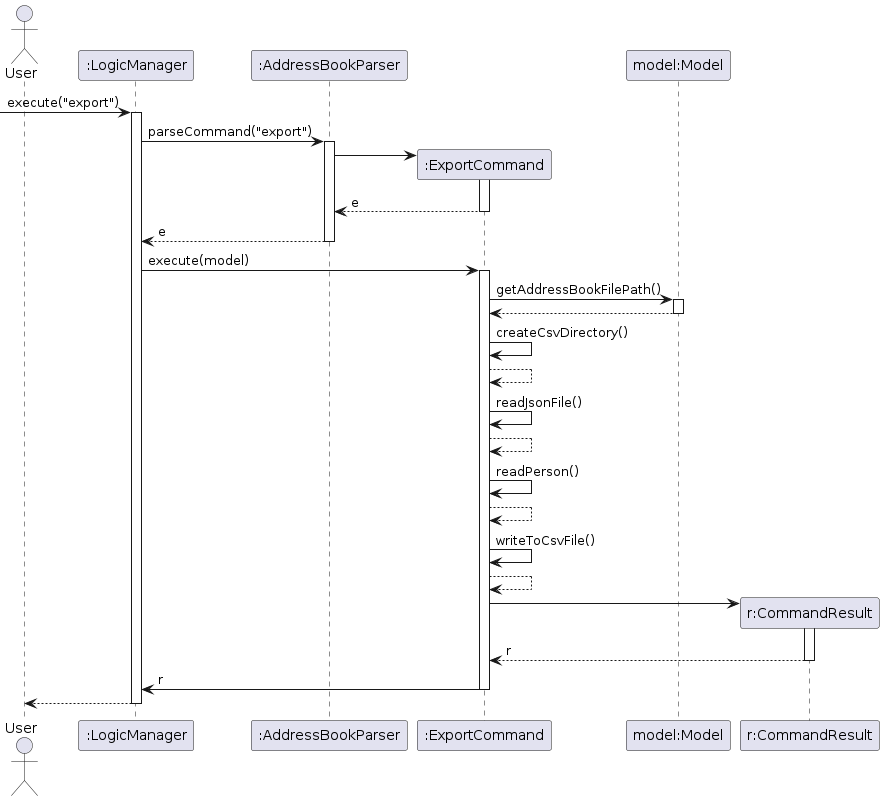 User
:LogicManager
:AddressBookParser
model:Model
execute("export")
parseCommand("export")
:ExportCommand
e
e
execute(model)
getAddressBookFilePath()
createCsvDirectory()
readJsonFile()
readPerson()
writeToCsvFile()
r:CommandResult
r
r
User
:LogicManager
:AddressBookParser
:ExportCommand
model:Model
r:CommandResult